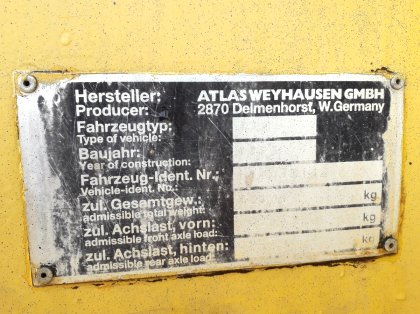 Hersteller: ATLAS WEYHAUSEN GMBH
Producer: 2870 Delmenhorst, W.Germany
Fahrzeugtyp:
Type of vehicle:
Baujahr:
Year of construction:
Fahrzeug-Ident. Nr.:
Vehicle-ident. No.:
zul. Gesamtgew.: kg
admissible total weight:
zul. Achslast, vorn: kg
admissible front axle load:
zul. Achslast, hinten: kg
admissible rear axle load: